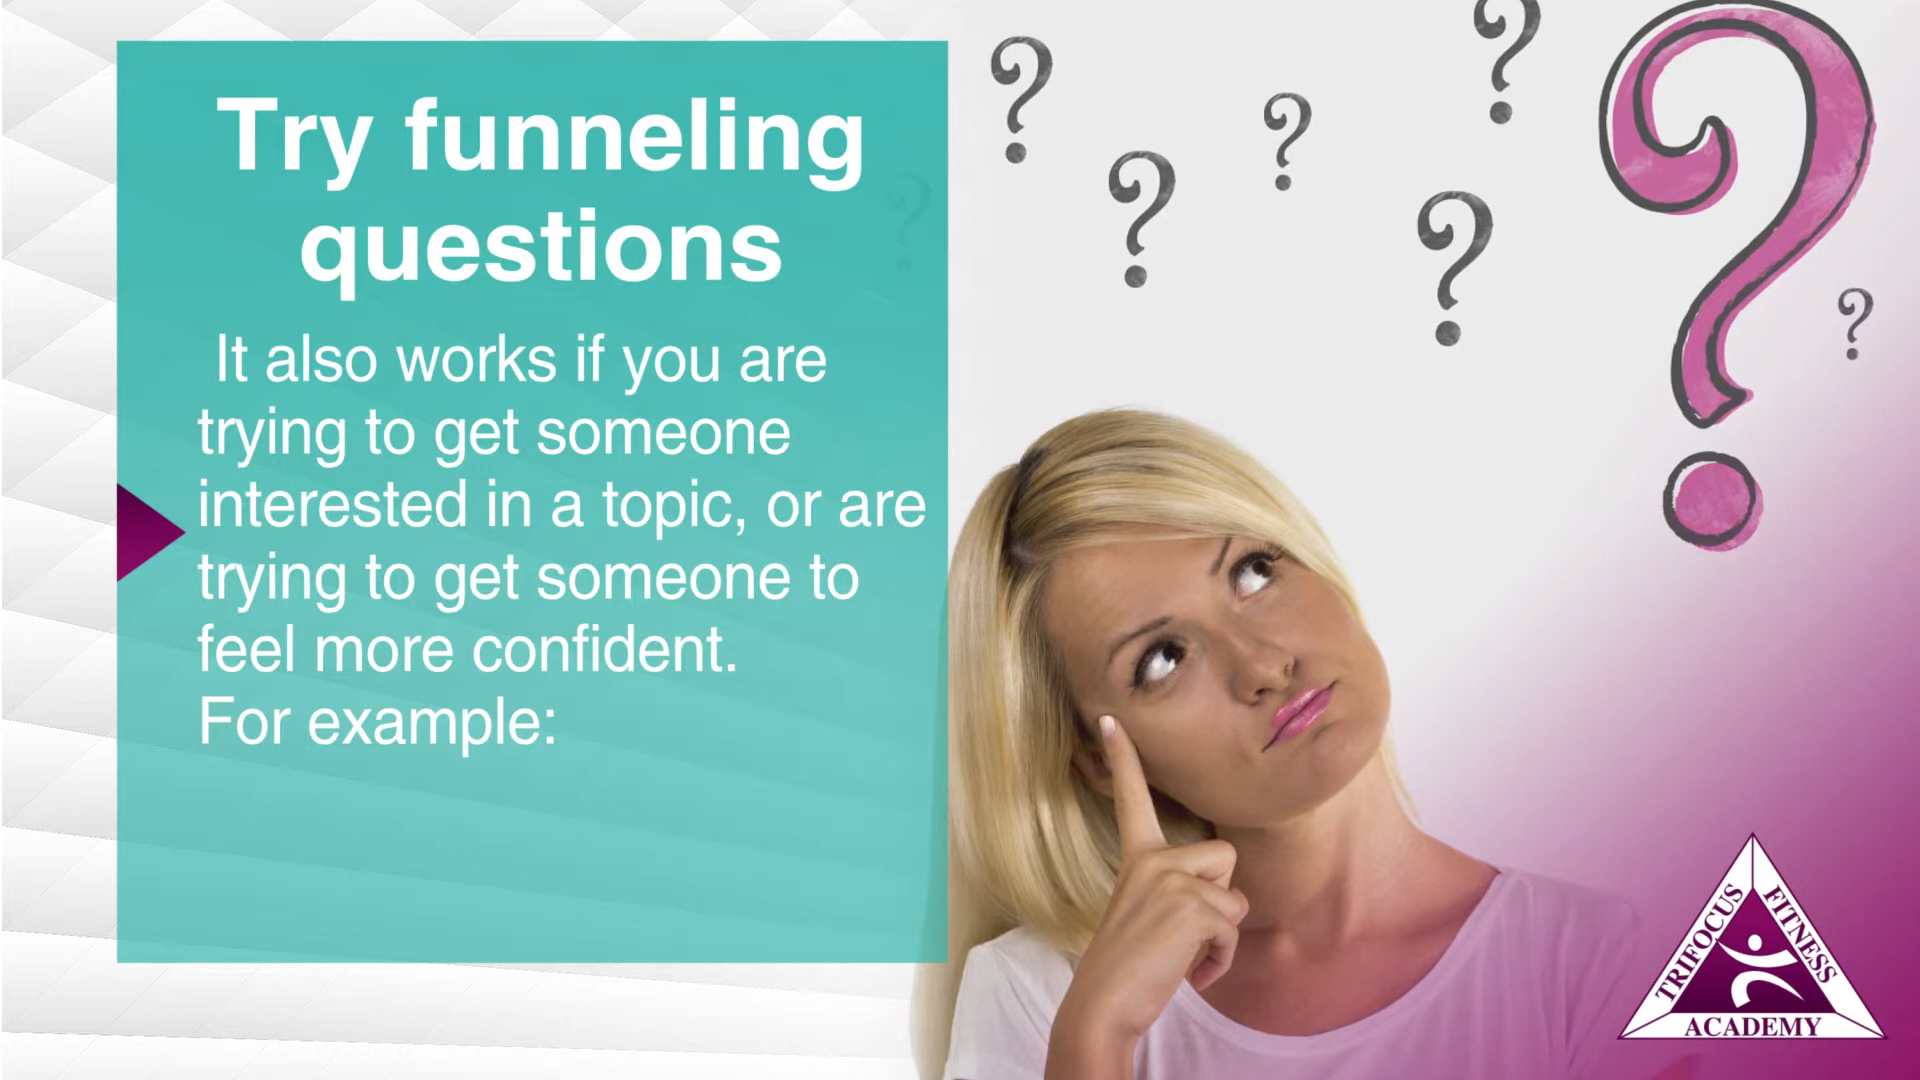 Try funneling
questions
It also works if you are
trying to get someone
interested in a topic, or are
trying to get someone to
feel more confident.
For example:
? ? ? ? ? ? ?
TRIFOCUS FITNESS
ACADEMY